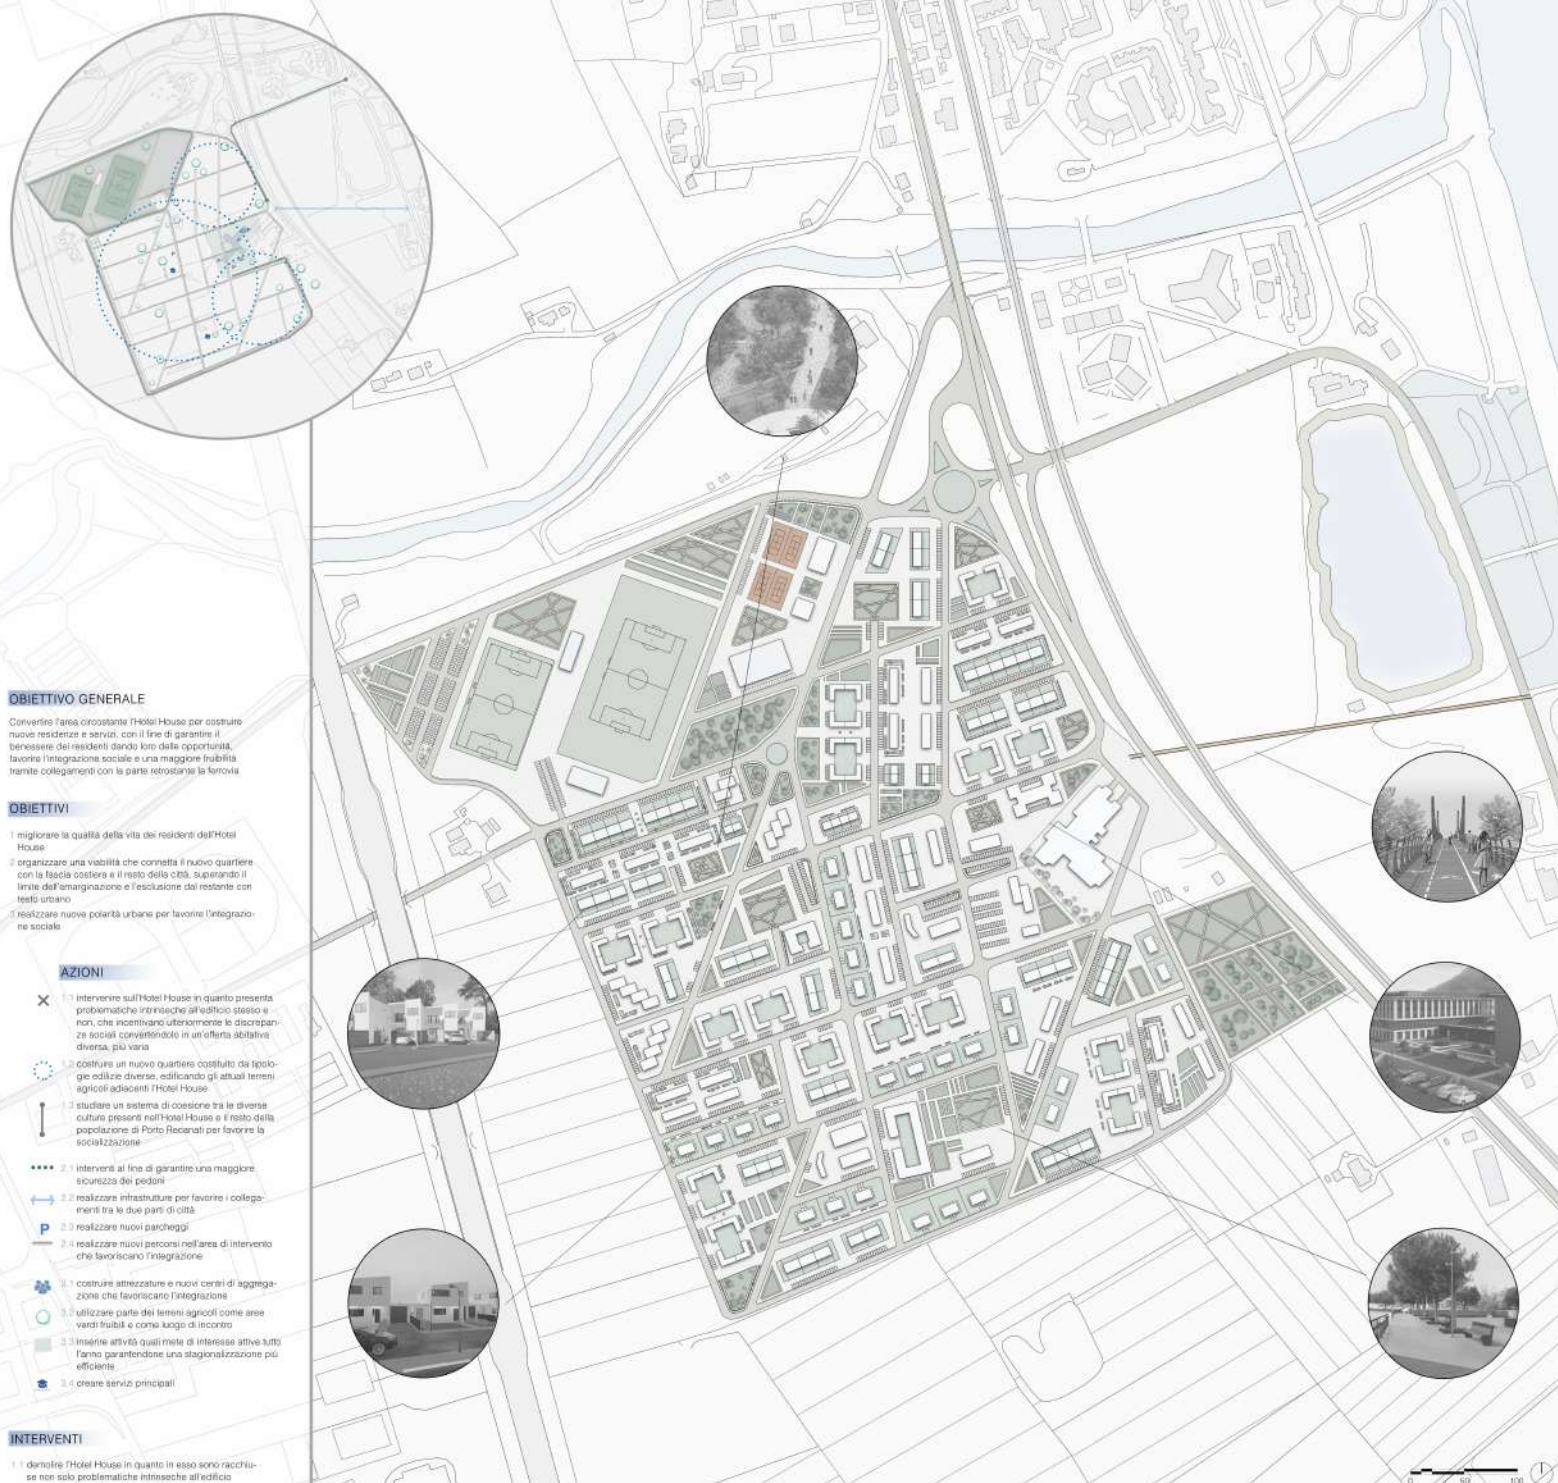 OBIETTIVO GENERALE
Convertire l'area circostante l'Hotel House per costruire
nuove residenze e servizi, con il fine di garantire il
benessere dei residenti dando loro delle opportunità,
favorire l'integrazione sociale e una maggiore fruibilità
tramite collegamenti con la parte retrostante la ferrovia
OBIETTIVI
1 migliorare la qualità della vita dei residenti dell'Hotel
House
2 organizzare una viabilità che connetta il nuovo quartiere
con la fascia costiera e il resto della città, superando il
limite dell'emarginazione e l'esclusione dal restante con
testo urbano
3 realizzare nuove polarità urbane per favorire l'integrazio-
ne sociale
AZIONI
1.1 intervenire sull'Hotel House in quanto presenta
problematiche intrinseche all'edificio stesso e
non, che incentivano ulteriormente le discrepan-
ze sociali convertendolo in un'offerta abitativa
diversa, più varia
1.2 costruire un nuovo quartiere costituito da tipolo-
gie edilizie diverse, edificando gli attuali terreni
agricoli adiacenti l'Hotel House
1.3 studiare un sistema di coesione tra le diverse
culture presenti nell'Hotel House e il resto della
popolazione di Porto Recanati per favorire la
socializzazione
2.1 interventi al fine di garantire una maggiore
sicurezza dei pedoni
2.2 realizzare infrastrutture per favorire i collega-
menti tra le due parti di città
P 2.3 realizzare nuovi parcheggi
2.4 realizzare nuovi percorsi nell'area di intervento
che favoriscano l'integrazione
3.1 costruire attrezzature e nuovi centri di aggrega-
zione che favoriscano l'integrazione
3.2 utilizzare parte dei terreni agricoli come aree
verdi fruibili e come luogo di incontro
3.3 inserire attività quali mete di interesse attive tutto
l'anno garantendone una stagionalizzazione più
efficiente
3.4 creare servizi principali
INTERVENTI
1.1 demolire l'Hotel House in quanto in esso sono racchiu-
se non solo problematiche intrinseche all'edificio
0 50 100